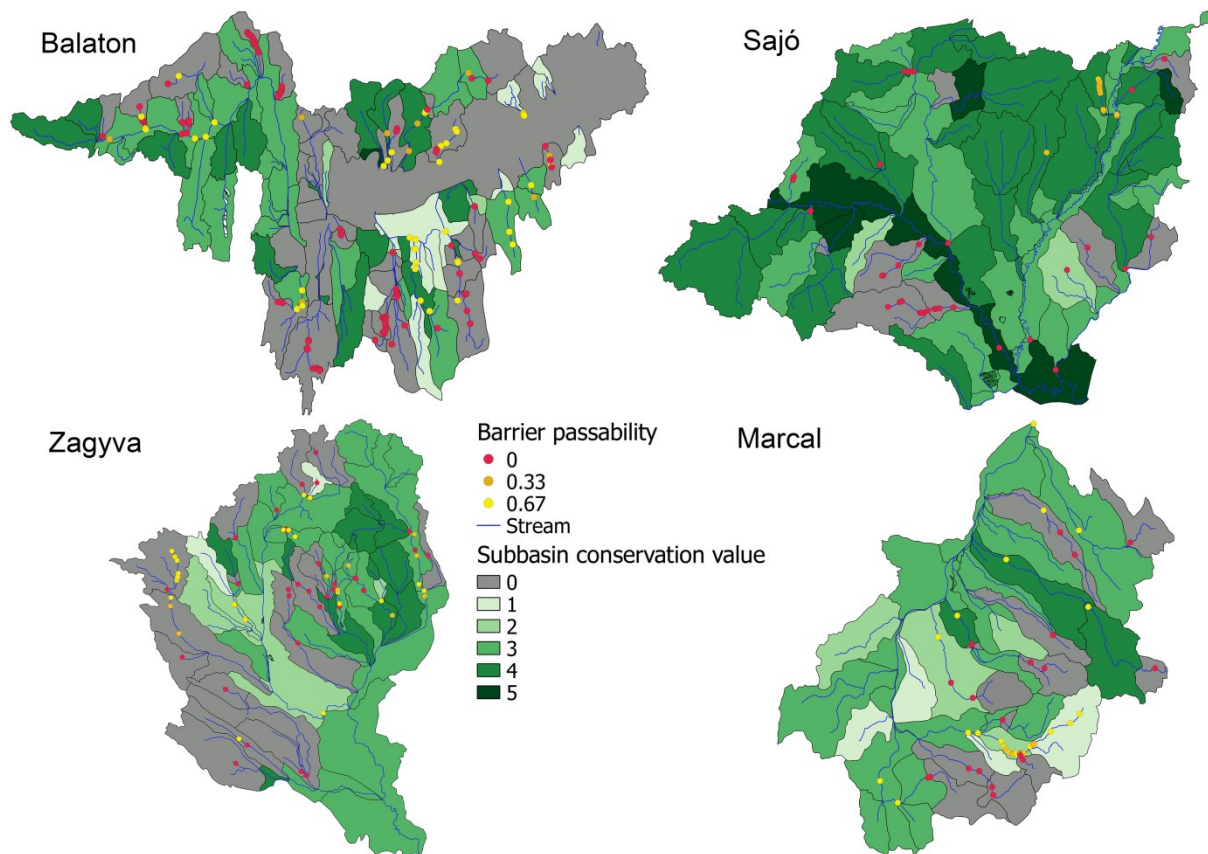 Balaton
Sajó
Zagyva
Barrier passability
0
0.33
0.67
Stream
Subbasin conservation value
0
1
2
3
4
5
Marcal